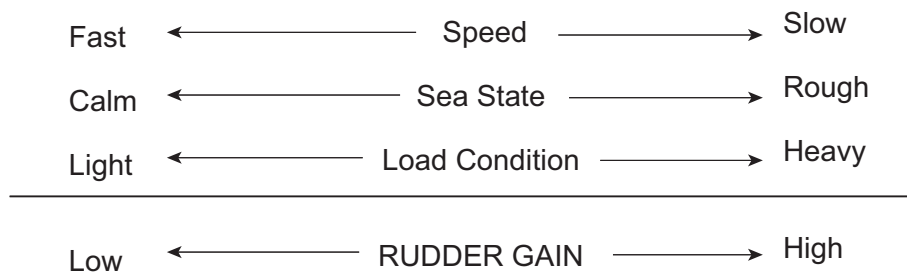 Fast Speed Slow
Calm Sea State Rough
Light Load Condition Heavy
Low RUDDER GAIN High